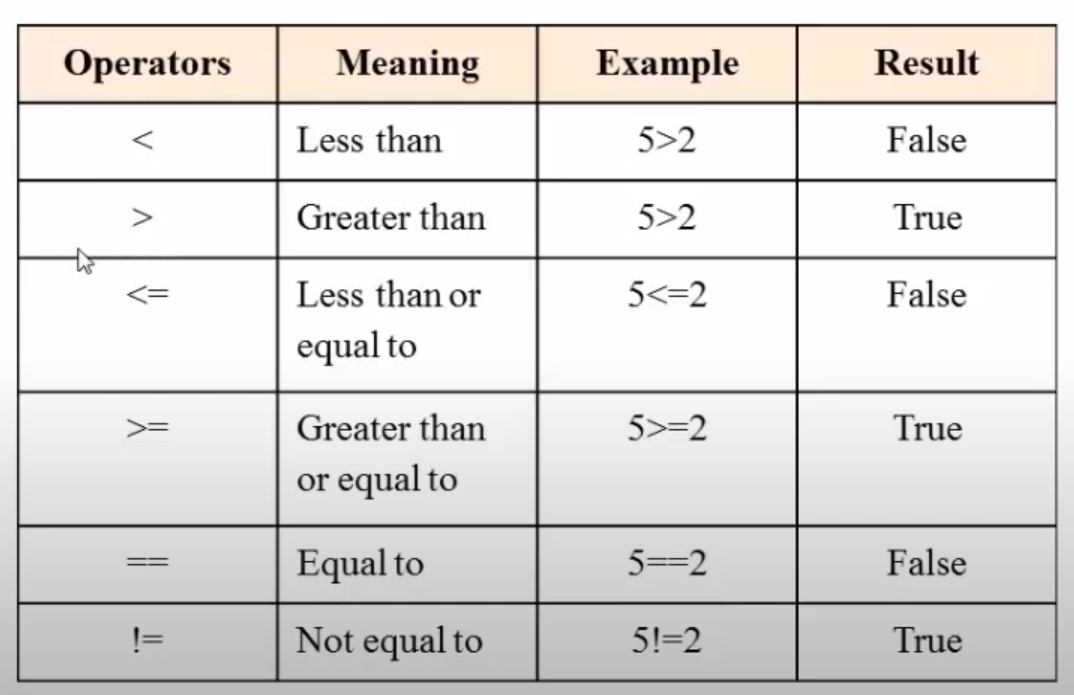 Operators Meaning Example Result
< Less than 5>2 False
> Greater than 5>2 True
<= Less than or 5<=2 False
equal to
>= Greater than 5>=2 True
or equal to
== Equal to 5==2 False
!= Not equal to 5!=2 True